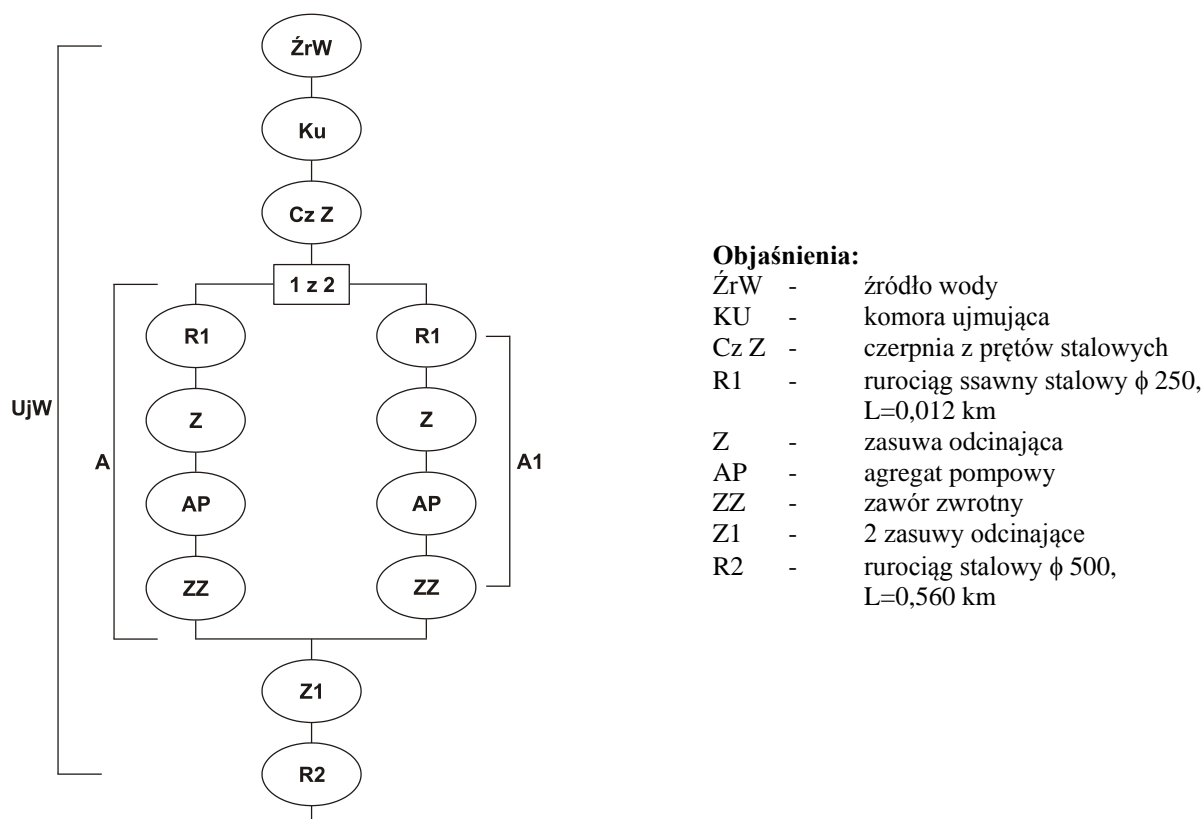 ŹrW
Ku
Cz Z
1 z 2
R1
R1
Z
Z
UjW
A
A1
AP
AP
ZZ
ZZ
Z1
R2
Objaśnienia:
ŹrW - źródło wody
KU - komora ujmująca
Cz Z - czerpnia z prętów stalowych
R1 - rurociąg ssawny stalowy ϕ 250,
L=0,012 km
Z - zasuwa odcinająca
AP - agregat pompowy
ZZ - zawór zwrotny
Z1 - 2 zasuwy odcinające
R2 - rurociąg stalowy ϕ 500,
L=0,560 km